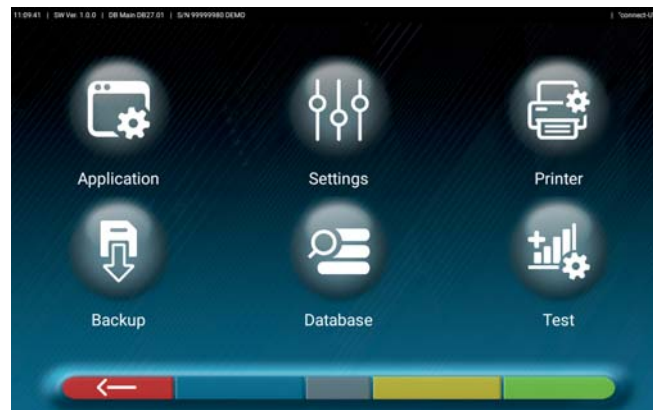 11:09:41 | SW Ver. 1.0.0 | DB Main DB27.01 | S/N 99999980 DEMO | "connect-U
Application Settings Printer
Backup Database Test